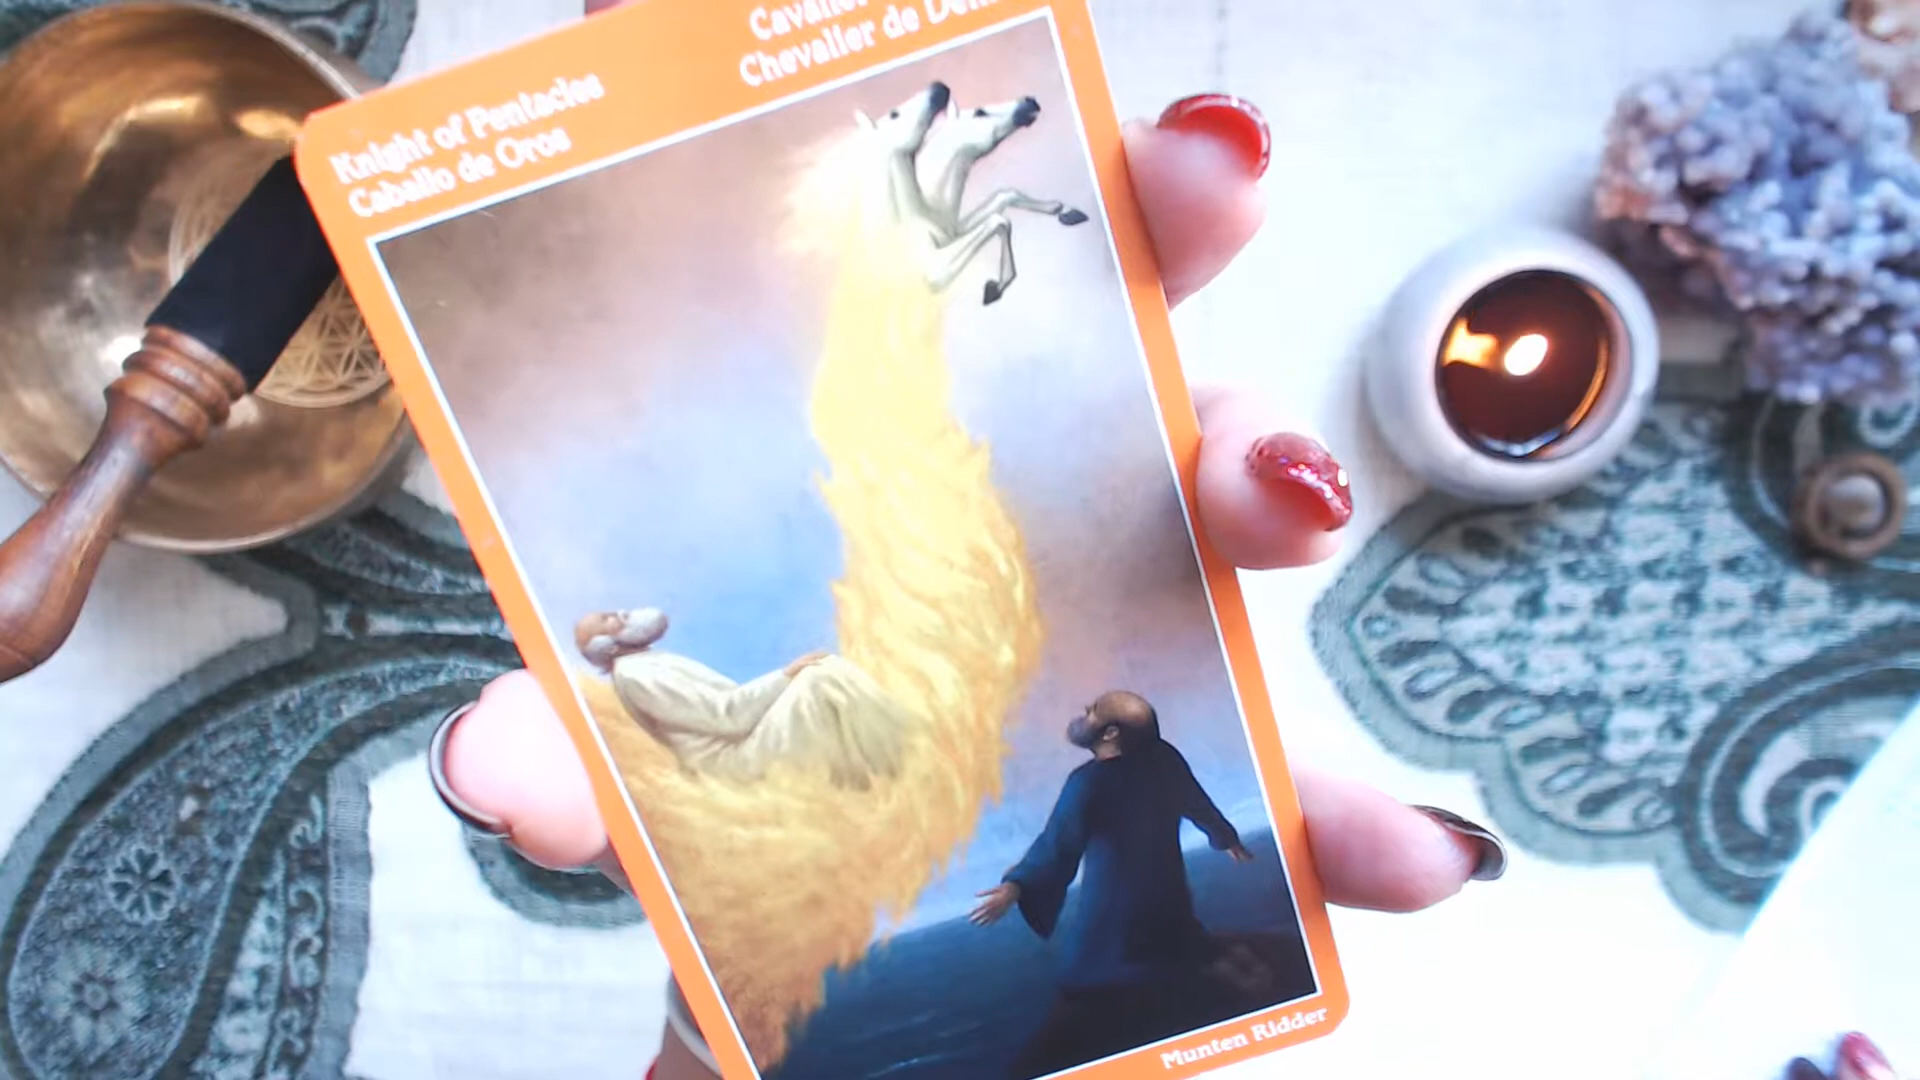 Knight of Pentacles
Caballo de Oros
Chevalier de
Munten Ridder